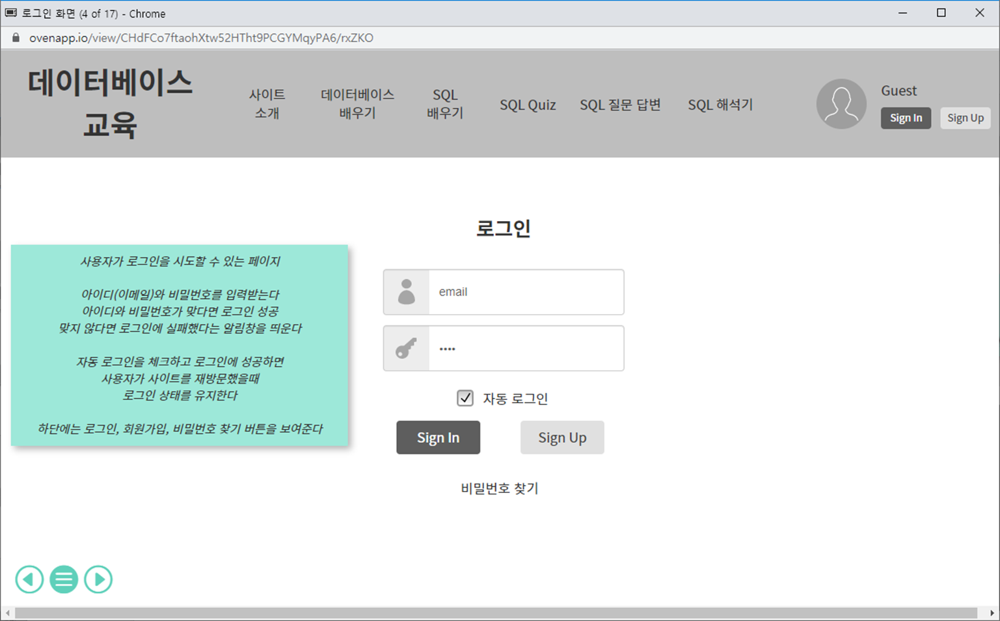 로그인 화면 (4 of 17) - Chrome
ovenapp.io/view/CHdFCo7ftaohXtw52HTht9PCGYMqyPA6/rxZKO
데이터베이스
교육
사이트
소개
데이터베이스
배우기
SQL
배우기
SQL Quiz
SQL 질문 답변
SQL 해석기
Guest
Sign In
Sign Up
로그인
사용자가 로그인을 시도할 수 있는 페이지
아이디(이메일)와 비밀번호를 입력받는다
아이디와 비밀번호가 맞다면 로그인 성공
맞지 않다면 로그인에 실패했다는 알림창을 띄운다
자동 로그인을 체크하고 로그인에 성공하면
사용자가 사이트를 재방문했을때
로그인 상태를 유지한다
하단에는 로그인, 회원가입, 비밀번호 찾기 버튼을 보여준다
email
••••
자동 로그인
Sign In
Sign Up
비밀번호 찾기